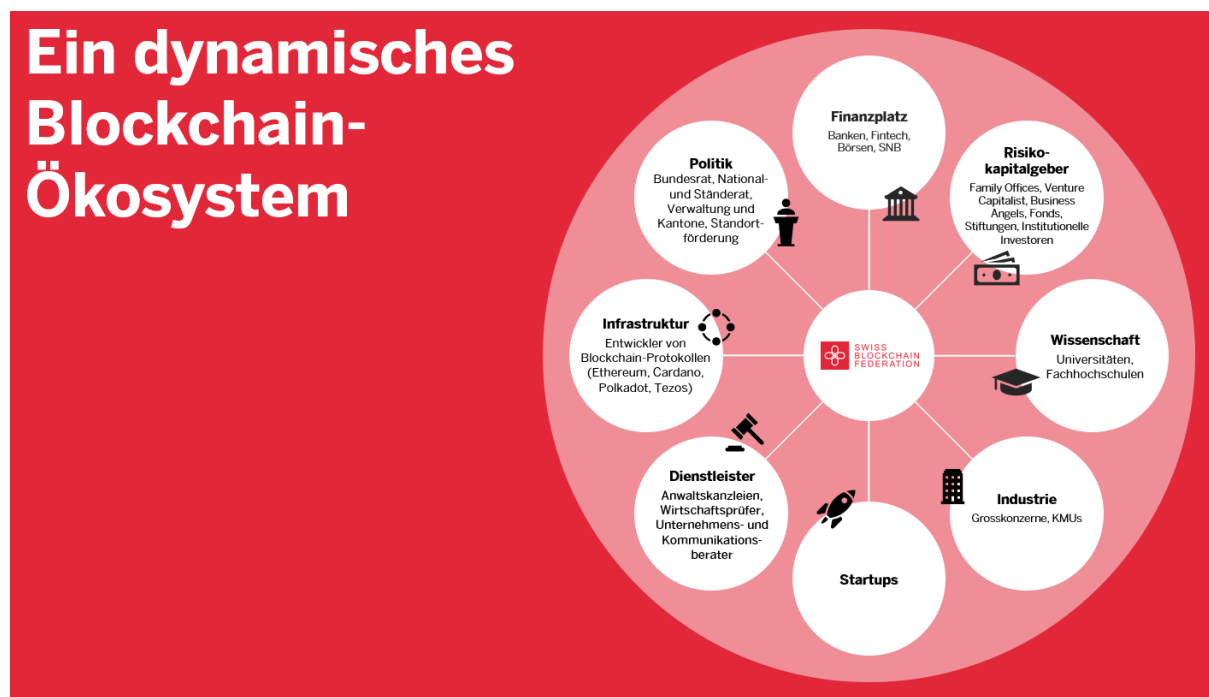 Ein dynamisches
Blockchain-
Ökosystem
Finanzplatz
Banken, Fintech,
Börsen, SNB
Risiko-
kapitalgeber
Family Offices, Venture
Capitalist, Business
Angels, Fonds,
Stiftungen, Institutionelle
Investoren
Wissenschaft
Universitäten,
Fachhochschulen
Industrie
Grosskonzerne, KMUs
Startups
Dienstleister
Anwaltskanzleien,
Wirtschaftsprüfer,
Unternehmens- und
Kommunikations-
berater
Infrastruktur
Entwickler von
Blockchain-Protokollen
(Ethereum, Cardano,
Polkadot, Tezos)
Politik
Bundesrat, National-
und Ständerat,
Verwaltung und
Kantone, Standort-
förderung
SWISS
BLOCKCHAIN
FEDERATION